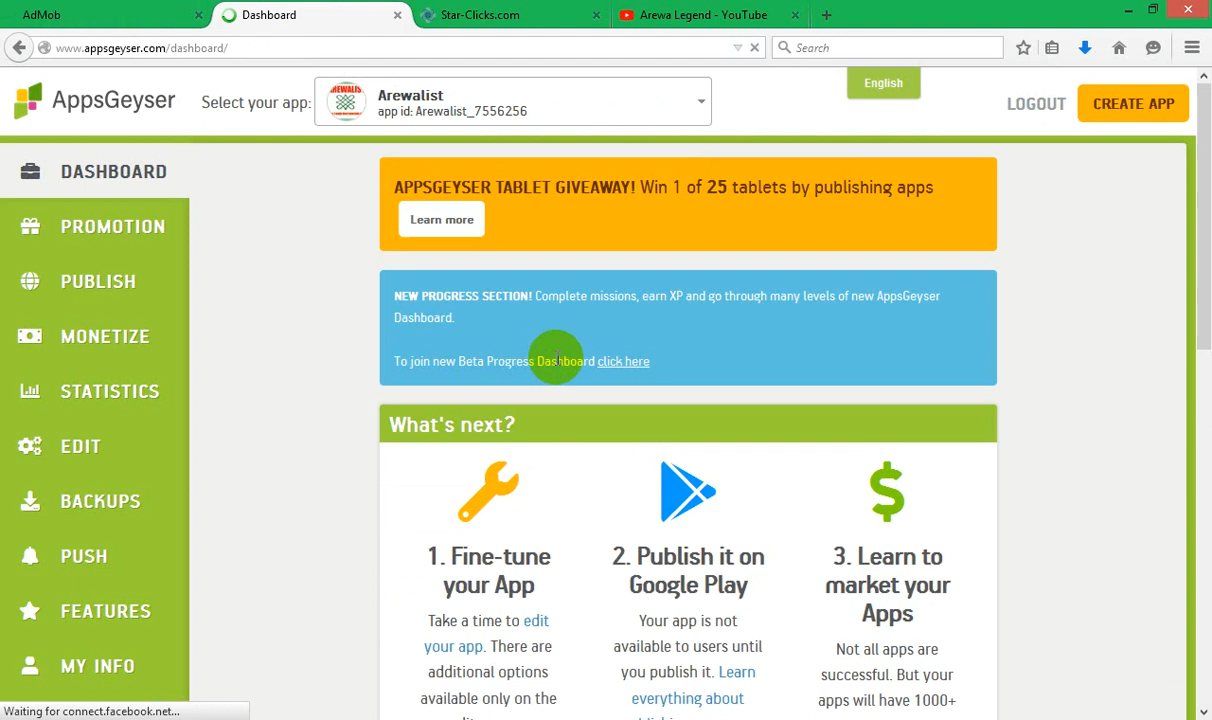 AdMob
Dashboard
Star-Clicks.com
Arewa Legend - YouTube
www.appsgeyser.com/dashboard/
Search
AppsGeyser
Select your app:
AREWALIS
Arewalist
app id: Arewalist_7556256
English
LOGOUT
CREATE APP
DASHBOARD
PROMOTION
PUBLISH
MONETIZE
STATISTICS
EDIT
BACKUPS
PUSH
FEATURES
MY INFO
APPSGEYSER TABLET GIVEAWAY! Win 1 of 25 tablets by publishing apps
Learn more
NEW PROGRESS SECTION! Complete missions, earn XP and go through many levels of new AppsGeyser
Dashboard.
To join new Beta Progress Dashboard click here
What's next?
1. Fine-tune
your App
Take a time to edit
your app. There are
additional options
available only on the
2. Publish it on
Google Play
Your app is not
available to users until
you publish it. Learn
everything about
3. Learn to
market your
Apps
Not all apps are
successful. But your
apps will have 1000+
Waiting for connect.facebook.net...